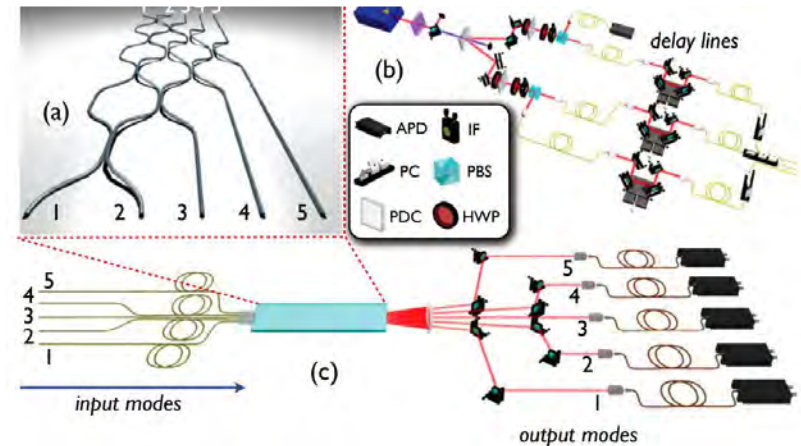 1 2 3 4 5
(a)
1 2 3 4 5
(b)
delay lines
APD IF
PC PBS
PDC HWP
5
4
3
2
1
input modes
(c)
5
4
3
2
1
output modes